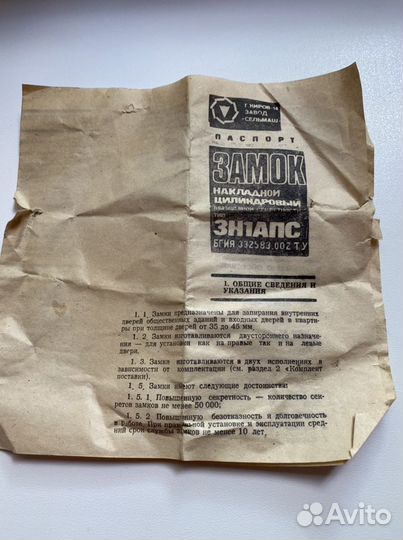 Г. КИРОВ-14
ЗАВОД
«СЕЛЬМАШ»
ПАСПОРТ
ЗАМОК
НАКЛАДНОЙ
ЦИЛИНДРОВЫЙ
ПОВЫШЕННОЙ СЕКРЕТНОСТИ
ТИП
ЗН1АПС
БГИЯ 332583.002 ТУ
1. ОБЩИЕ СВЕДЕНИЯ И
УКАЗАНИЯ
1. 1. Замки предназначены для запирания внутренних
дверей общественных зданий и входных дверей в кварти-
ры при толщине дверей от 35 до 45 мм.
1. 2 Замки изготавливаются двустороннего назначе-
ния — для установки как на правые так и на левые
двери.
1. 3. Замки изготавливаются в двух исполнениях в
зависимости от комплектации (см. раздел 2 «Комплект
поставки).
1. 5, Замки имеют следующие достоинства:
1. 5. 1, Повышенную секретность — количество сек-
ретов замков не менее 50 000;
1. 5. 2 Повышенную безотказность и долговечность
в работе. При правильной установке и эксплуатации сред-
ний срок службы замков не менее 10 лет,
Avito